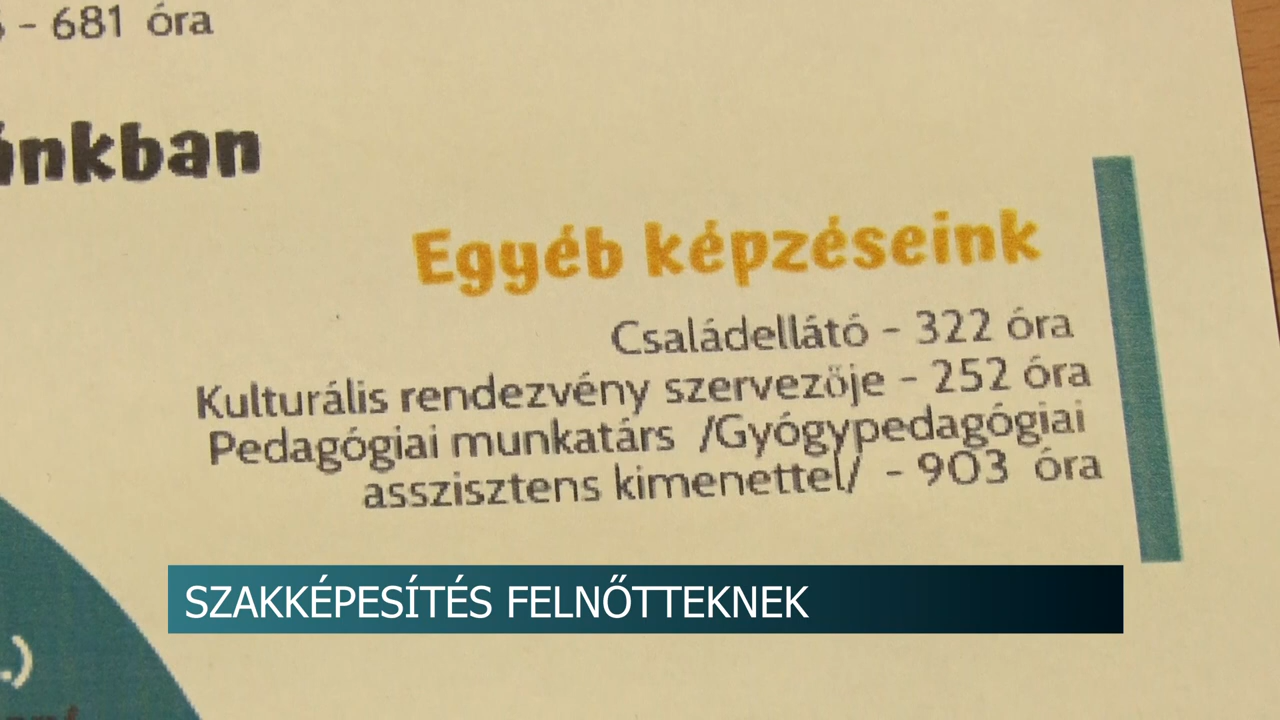 - 681 óra
Egyéb képzéseink
Családellátó - 322 óra
Kulturális rendezvény szervezője - 252 óra
Pedagógiai munkatárs /Gyógypedagógiai
asszisztens kimenettel/ - 903 óra
SZAKKÉPESÍTÉS FELNŐTTEKNEK